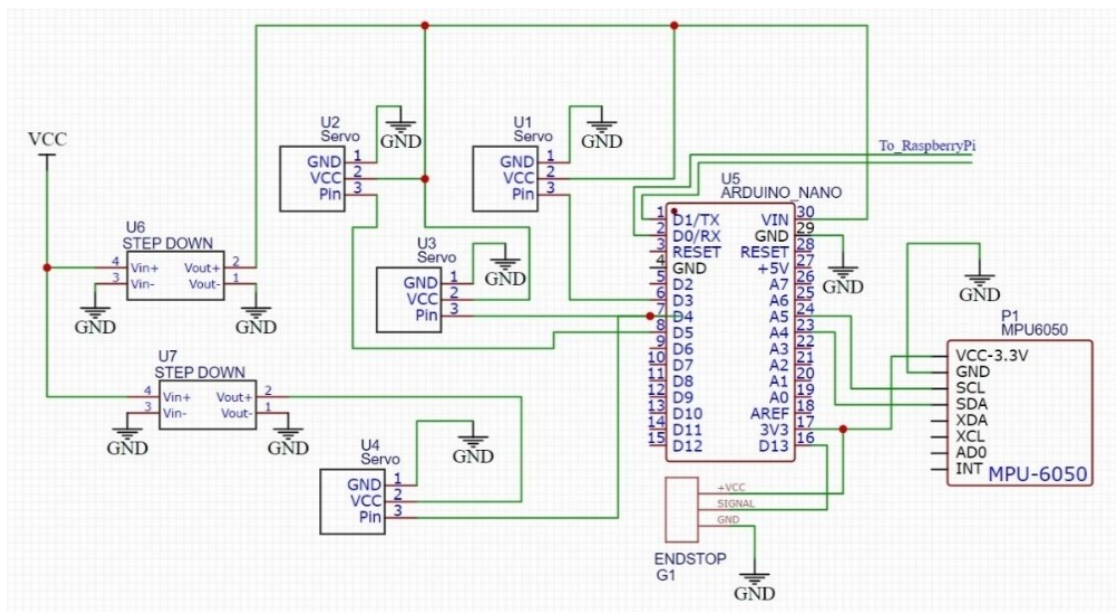 VCC
U6
STEP DOWN
4 Vin+ Vout+ 2
3 Vin- Vout- 1
GND
GND
U7
STEP DOWN
4 Vin+ Vout+ 2
3 Vin- Vout- 1
GND
GND
U2
Servo
GND 1
VCC 2
Pin 3
GND
U1
Servo
GND 1
VCC 2
Pin 3
GND
U3
Servo
GND 1
VCC 2
Pin 3
GND
U4
Servo
GND 1
VCC 2
Pin 3
GND
To_RaspberryPi
U5
ARDUINO_NANO
1 D1/TX VIN 30
2 D0/RX GND 29
3 RESET RESET 28
4 GND +5V 27
5 D2 A7 26
6 D3 A6 25
7 D4 A5 24
8 D5 A4 23
9 D6 A3 22
10 D7 A2 21
11 D8 A1 20
12 D9 A0 19
13 D10 AREF 18
14 D11 3V3 17
15 D12 D13 16
GND
GND
P1
MPU6050
VCC-3.3V
GND
SCL
SDA
XDA
XCL
AD0
INT
MPU-6050
+VCC
SIGNAL
GND
ENDSTOP
G1
GND